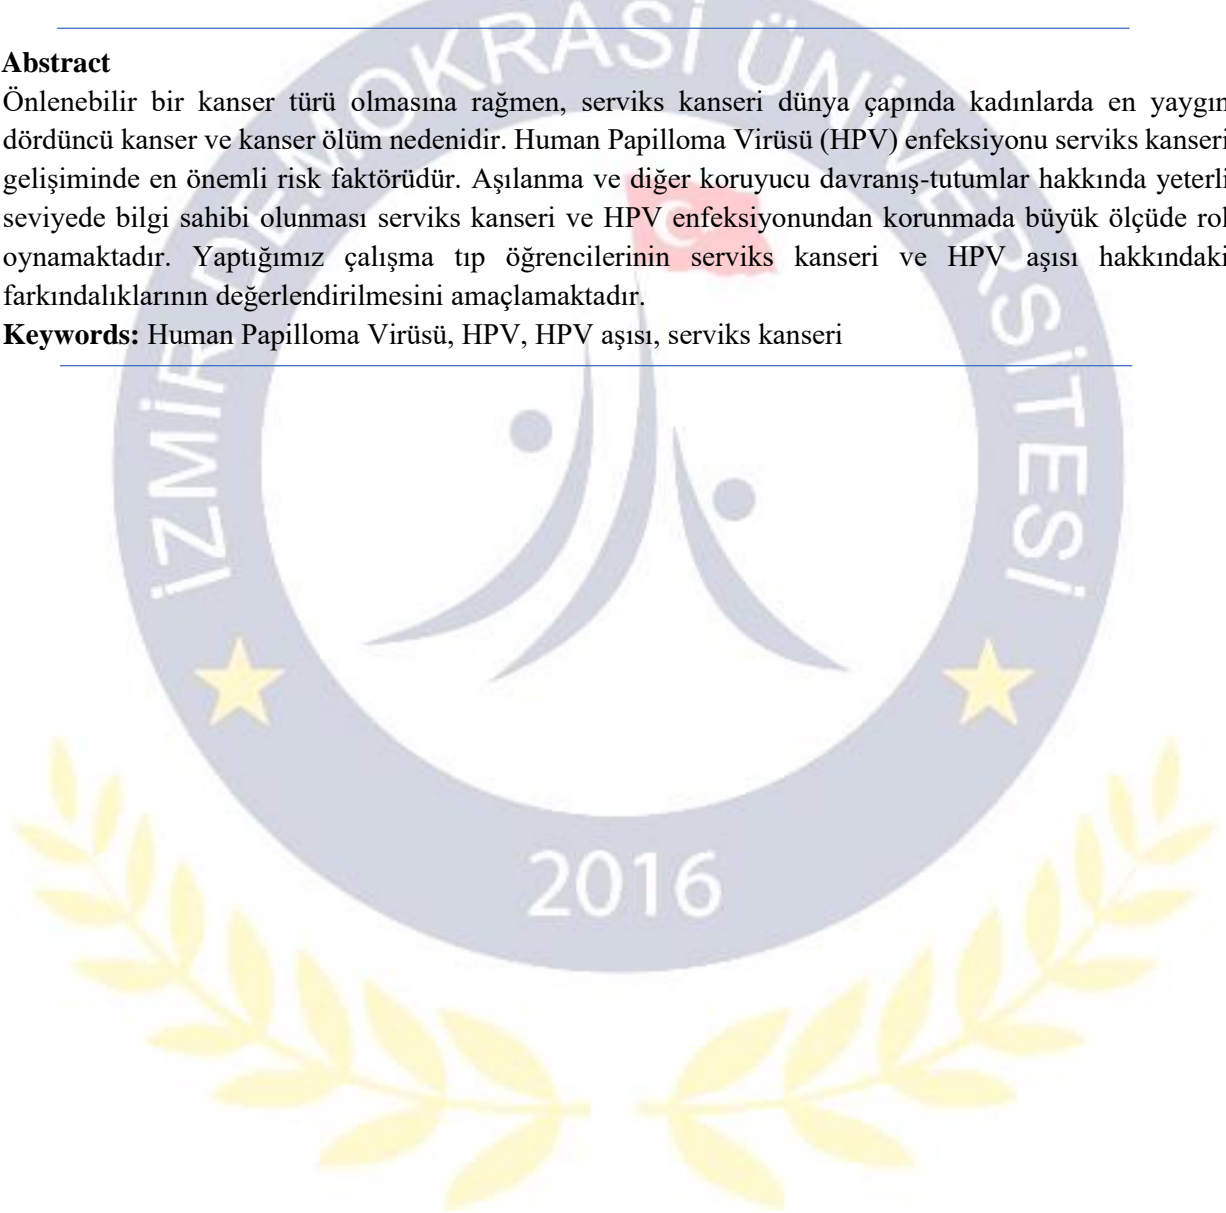 İZMİR DEMOKRASİ ÜNİVERSİTESİ
Abstract
Önlenebilir bir kanser türü olmasına rağmen, serviks kanseri dünya çapında kadınlarda en yaygın
dördüncü kanser ve kanser ölüm nedenidir. Human Papilloma Virüsü (HPV) enfeksiyonu serviks kanseri
gelişiminde en önemli risk faktörüdür. Aşılanma ve diğer koruyucu davranış-tutumlar hakkında yeterli
seviyede bilgi sahibi olunması serviks kanseri ve HPV enfeksiyonundan korunmada büyük ölçüde rol
oynamaktadır. Yaptığımız çalışma tıp öğrencilerinin serviks kanseri ve HPV aşısı hakkındaki
farkındalıklarının değerlendirilmesini amaçlamaktadır.
Keywords: Human Papilloma Virüsü, HPV, HPV aşısı, serviks kanseri
2016